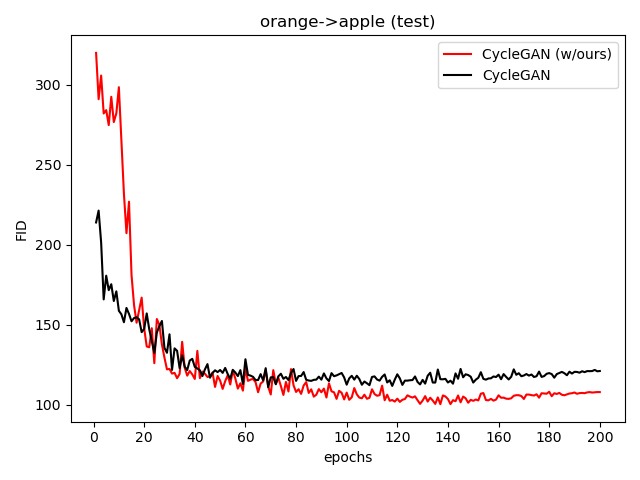 orange->apple (test)
CycleGAN (w/ours)
CycleGAN
FID
300
250
200
150
100
0 20 40 60 80 100 120 140 160 180 200
epochs